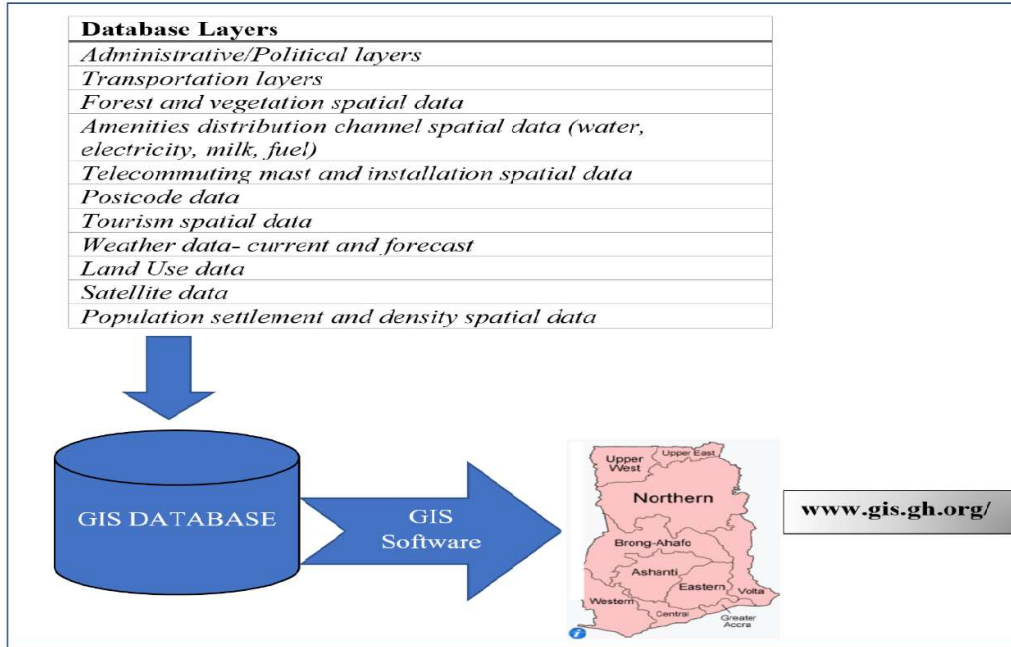 Database Layers
Administrative/Political layers
Transportation layers
Forest and vegetation spatial data
Amenities distribution channel spatial data (water,
electricity, milk, fuel)
Telecommuting mast and installation spatial data
Postcode data
Tourism spatial data
Weather data- current and forecast
Land Use data
Satellite data
Population settlement and density spatial data
GIS DATABASE
GIS
Software
Upper
West
Upper East
Northern
Brong-Ahafo
Ashanti
Eastern
Volta
Western
Central
Greater
Accra
i
www.gis.gh.org/